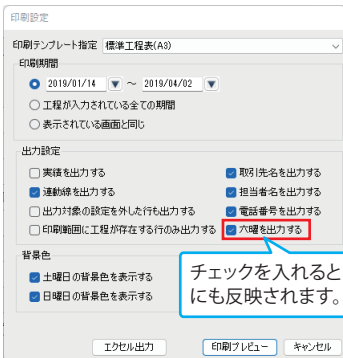 印刷設定
印刷テンプレート指定 標準工程表(A3)
印刷期間
2019/01/14 ～ 2019/04/02
工程が入力されている全ての期間
表示されている画面と同じ
出力設定
実績を出力する 取引先名を出力する
連動線を出力する 担当者名を出力する
出力対象の設定を外した行も出力する 電話番号を出力する
印刷範囲に工程が存在する行のみ出力する 六曜を出力する
背景色
土曜日の背景色を表示する
日曜日の背景色を表示する
チェックを入れると
にも反映されます。
エクセル出力 印刷プレビュー キャンセル